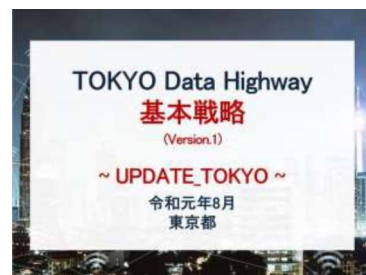 TOKYO Data Highway
基本戦略
(Version.1)
~ UPDATE_TOKYO ~
令和元年8月
東京都